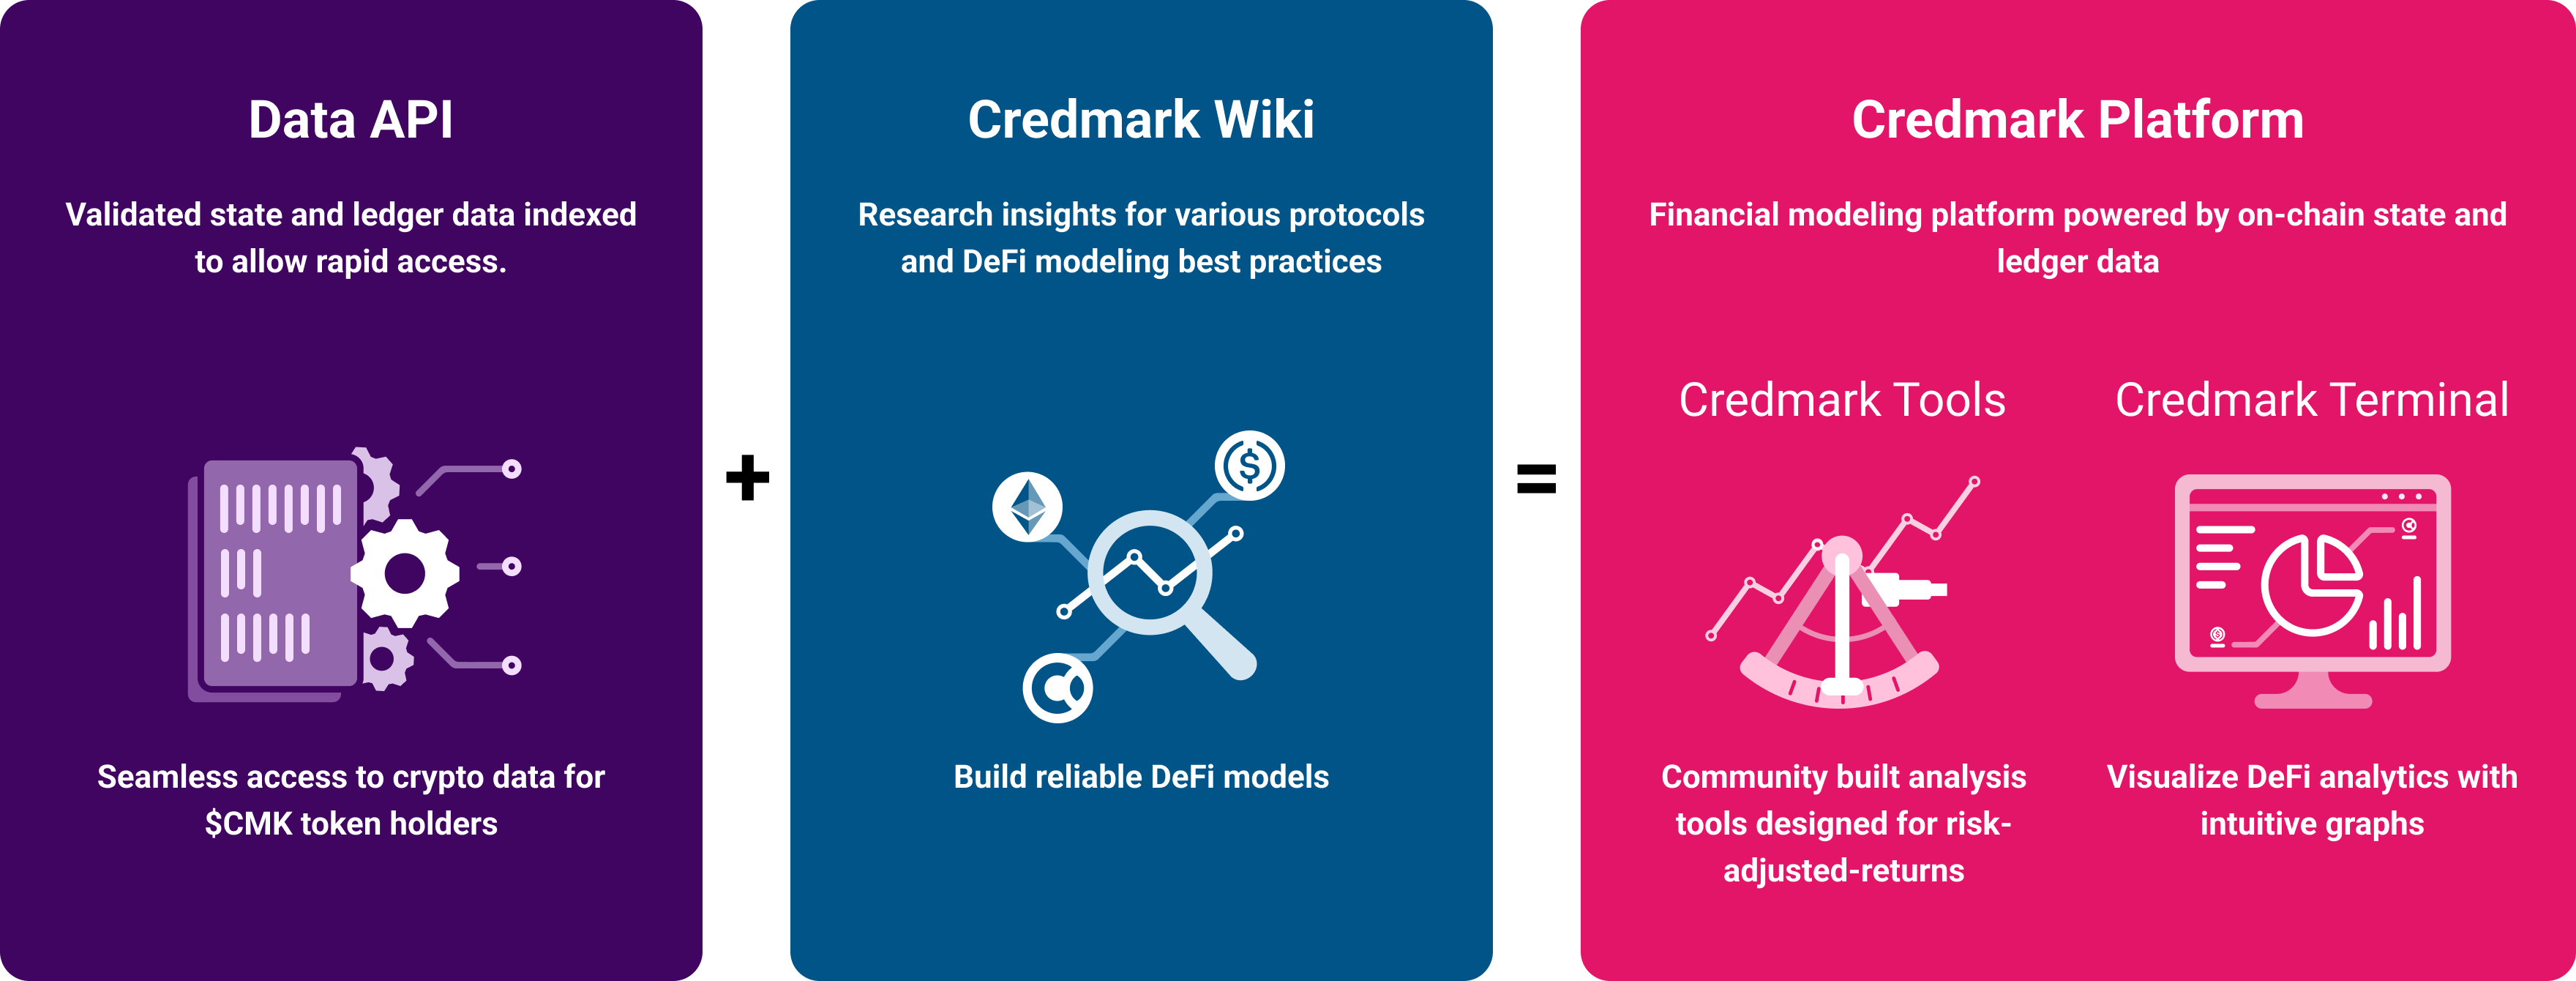 Data API
Validated state and ledger data indexed
to allow rapid access.
Seamless access to crypto data for
$CMK token holders
+
Credmark Wiki
Research insights for various protocols
and DeFi modeling best practices
$
Build reliable DeFi models
=
Credmark Platform
Financial modeling platform powered by on-chain state and
ledger data
Credmark Tools
Community built analysis
tools designed for risk-
adjusted-returns
Credmark Terminal
Visualize DeFi analytics with
intuitive graphs